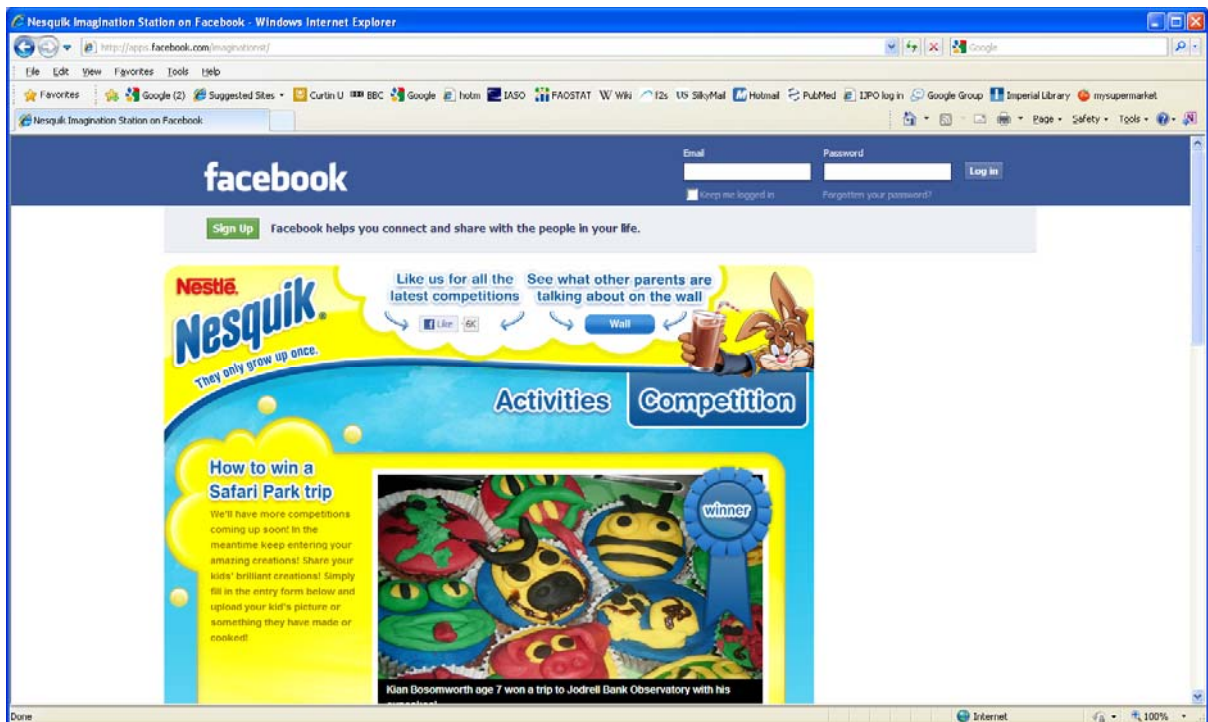 Nesquik Imagination Station on Facebook - Windows Internet Explorer
http://apps.facebook.com/imaginationst/
Google
File Edit View Favorites Tools Help
Favorites Google (2) Suggested Sites Curtin U BBC Google hotm IASO FAOSTAT W Wiki f2s US SilkyMail Hotmail PubMed IJPO log in Google Group Imperial Library mysupermarket
Nesquik Imagination Station on Facebook
Page Safety Tools
Email Password
facebook
Log in
Keep me logged in Forgotten your password?
Sign Up Facebook helps you connect and share with the people in your life.
Nestlé.
Nesquik.
They only grow up once.
Like us for all the
latest competitions
Like 6K
See what other parents are
talking about on the wall
Wall
Activities Competition
How to win a
Safari Park trip
We'll have more competitions
coming up soon! In the
meantime keep entering your
amazing creations! Share your
kids' brilliant creations! Simply
fill in the entry form below and
upload your kid's picture or
something they have made or
cooked!
winner
Kian Bosomworth age 7 won a trip to Jodrell Bank Observatory with his
Done Internet 100%